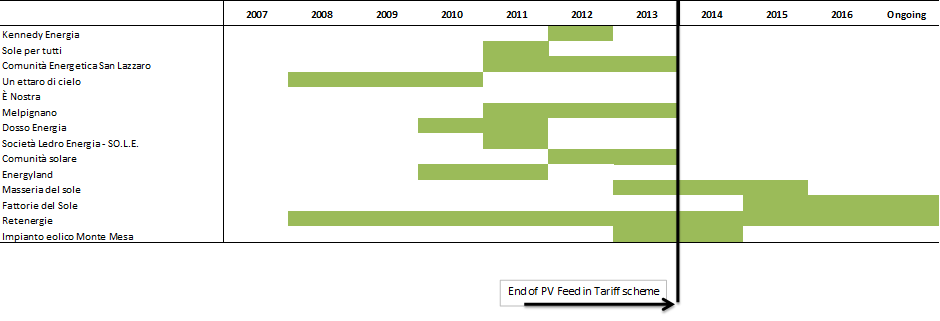 2007 2008 2009 2010 2011 2012 2013 2014 2015 2016 Ongoing
Kennedy Energia
Sole per tutti
Comunità Energetica San Lazzaro
Un ettaro di cielo
È Nostra
Melpignano
Dosso Energia
Società Ledro Energia - SO.L.E.
Comunità solare
Energyland
Masseria del sole
Fattorie del Sole
Retenergie
Impianto eolico Monte Mesa
End of PV Feed in Tariff scheme